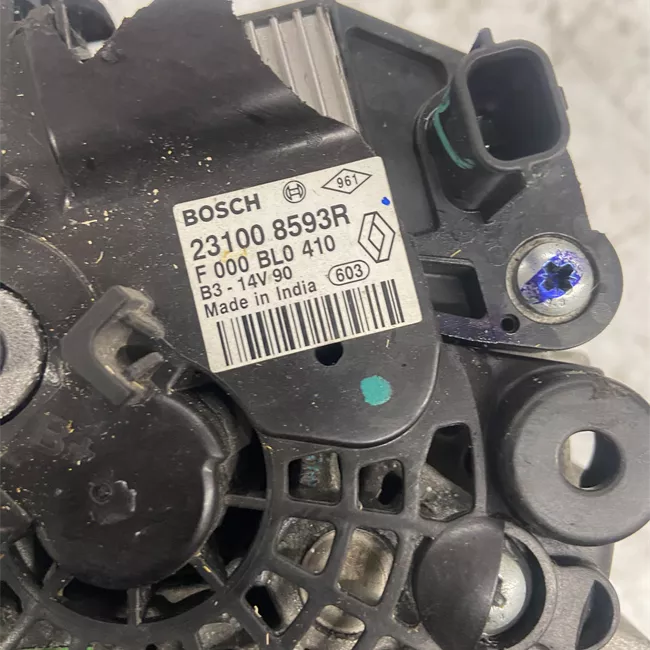 BOSCH
961
23100 8593R
F 000 BL0 410
B3 - 14V 90
603
Made in India